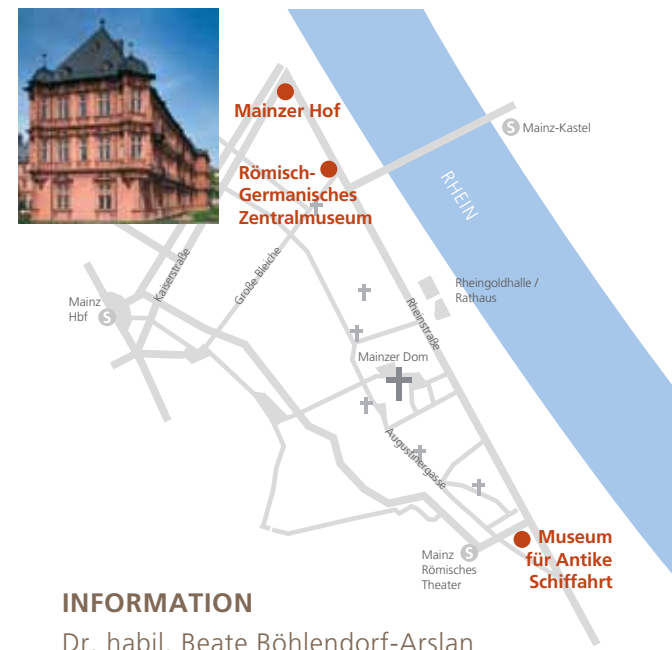 Mainzer Hof
S Mainz-Kastel
Römisch-
Germanisches
Zentralmuseum
RHEIN
Kaiserstraße
Große Bleiche
Mainz
Hbf
S
Rheinstraße
Rheingoldhalle /
Rathaus
Mainzer Dom
Augustinergasse
Museum
für Antike
Schiffahrt
Mainz
Römisches
Theater
S
INFORMATION
Dr. habil. Beate Böhlendorf-Arslan